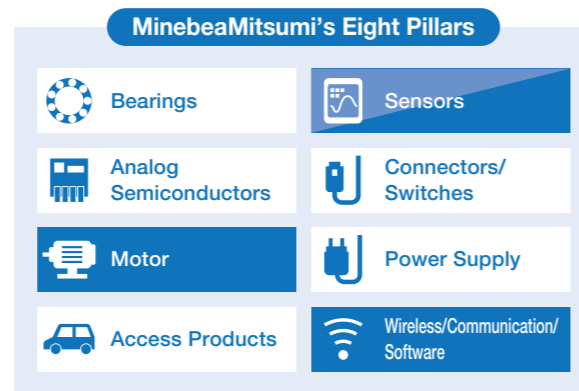 MinebeaMitsumi's Eight Pillars
Bearings
Sensors
Analog
Semiconductors
Connectors/
Switches
Motor
Power Supply
Access Products
Wireless/Communication/
Software